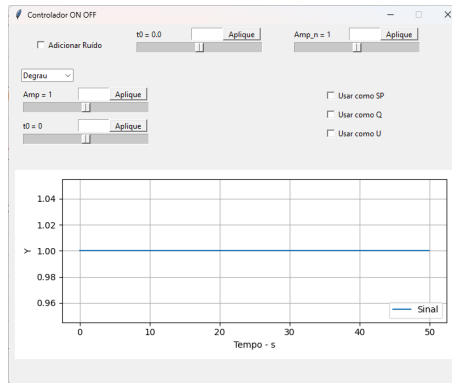 Controlador ON OFF
Adicionar Ruído
t0 = 0.0 Aplique
Amp_n = 1 Aplique
Degrau
Amp = 1 Aplique
t0 = 0 Aplique
Usar como SP
Usar como Q
Usar como U
1.04
1.02
1.00
0.98
0.96
Y
Sinal
0 10 20 30 40 50
Tempo - s